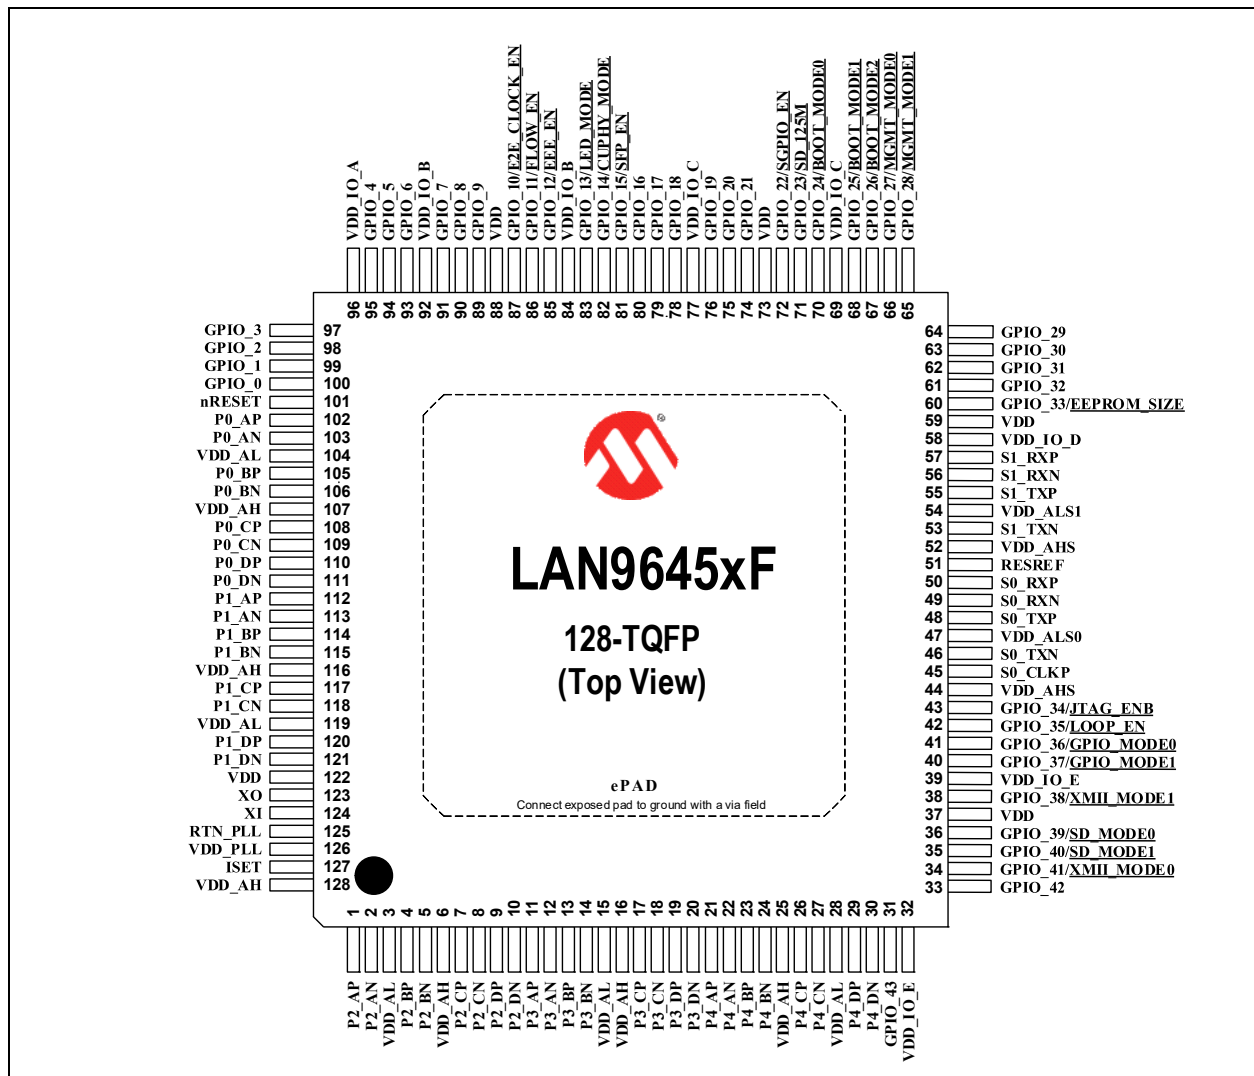 VDD_IO_A
GPIO_4
GPIO_5
GPIO_6
VDD_IO_B
GPIO_7
GPIO_8
GPIO_9
VDD
GPIO_10/E2E_CLOCK_EN
GPIO_11/FLOW_EN
GPIO_12/EEE_EN
VDD_IO_B
GPIO_13/LED_MODE
GPIO_14/CUPHY_MODE
GPIO_15/SFP_EN
GPIO_16
GPIO_17
GPIO_18
VDD_IO_C
GPIO_19
GPIO_20
GPIO_21
VDD
GPIO_22/SGPIO_EN
GPIO_23/SD_125M
GPIO_24/BOOT_MODE0
VDD_IO_C
GPIO_25/BOOT_MODE1
GPIO_26/BOOT_MODE2
GPIO_27/MGMT_MODE0
GPIO_28/MGMT_MODE1
96 95 94 93 92 91 90 89 88 87 86 85 84 83 82 81 80 79 78 77 76 75 74 73 72 71 70 69 68 67 66 65
GPIO_3 97
GPIO_2 98
GPIO_1 99
GPIO_0 100
nRESET 101
P0_AP 102
P0_AN 103
VDD_AL 104
P0_BP 105
P0_BN 106
VDD_AH 107
P0_CP 108
P0_CN 109
P0_DP 110
P0_DN 111
P1_AP 112
P1_AN 113
P1_BP 114
P1_BN 115
VDD_AH 116
P1_CP 117
P1_CN 118
VDD_AL 119
P1_DP 120
P1_DN 121
VDD 122
XO 123
XI 124
RTN_PLL 125
VDD_PLL 126
ISET 127
VDD_AH 128
®
LAN9645xF
128-TQFP
(Top View)
ePAD
Connect exposed pad to ground with a via field
64 GPIO_29
63 GPIO_30
62 GPIO_31
61 GPIO_32
60 GPIO_33/EEPROM_SIZE
59 VDD
58 VDD_IO_D
57 S1_RXP
56 S1_RXN
55 S1_TXP
54 VDD_ALS1
53 S1_TXN
52 VDD_AHS
51 RESREF
50 S0_RXP
49 S0_RXN
48 S0_TXP
47 VDD_ALS0
46 S0_TXN
45 S0_CLKP
44 VDD_AHS
43 GPIO_34/JTAG_ENB
42 GPIO_35/LOOP_EN
41 GPIO_36/GPIO_MODE0
40 GPIO_37/GPIO_MODE1
39 VDD_IO_E
38 GPIO_38/XMII_MODE1
37 VDD
36 GPIO_39/SD_MODE0
35 GPIO_40/SD_MODE1
34 GPIO_41/XMII_MODE0
33 GPIO_42
1 2 3 4 5 6 7 8 9 10 11 12 13 14 15 16 17 18 19 20 21 22 23 24 25 26 27 28 29 30 31 32
P2_AP
P2_AN
VDD_AL
P2_BP
P2_BN
VDD_AH
P2_CP
P2_CN
P2_DP
P2_DN
P3_AP
P3_AN
P3_BP
P3_BN
VDD_AL
VDD_AH
P3_CP
P3_CN
P3_DP
P3_DN
P4_AP
P4_AN
P4_BP
P4_BN
VDD_AH
P4_CP
P4_CN
VDD_AL
P4_DP
P4_DN
GPIO_43
VDD_IO_E